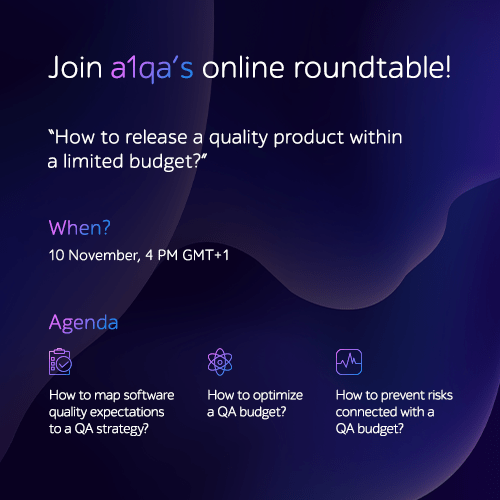 Join a1qa's online roundtable!
"How to release a quality product within
a limited budget?"
When?
10 November, 4 PM GMT+1
Agenda
How to map software
quality expectations
to a QA strategy?
How to optimize
a QA budget?
How to prevent risks
connected with a
QA budget?